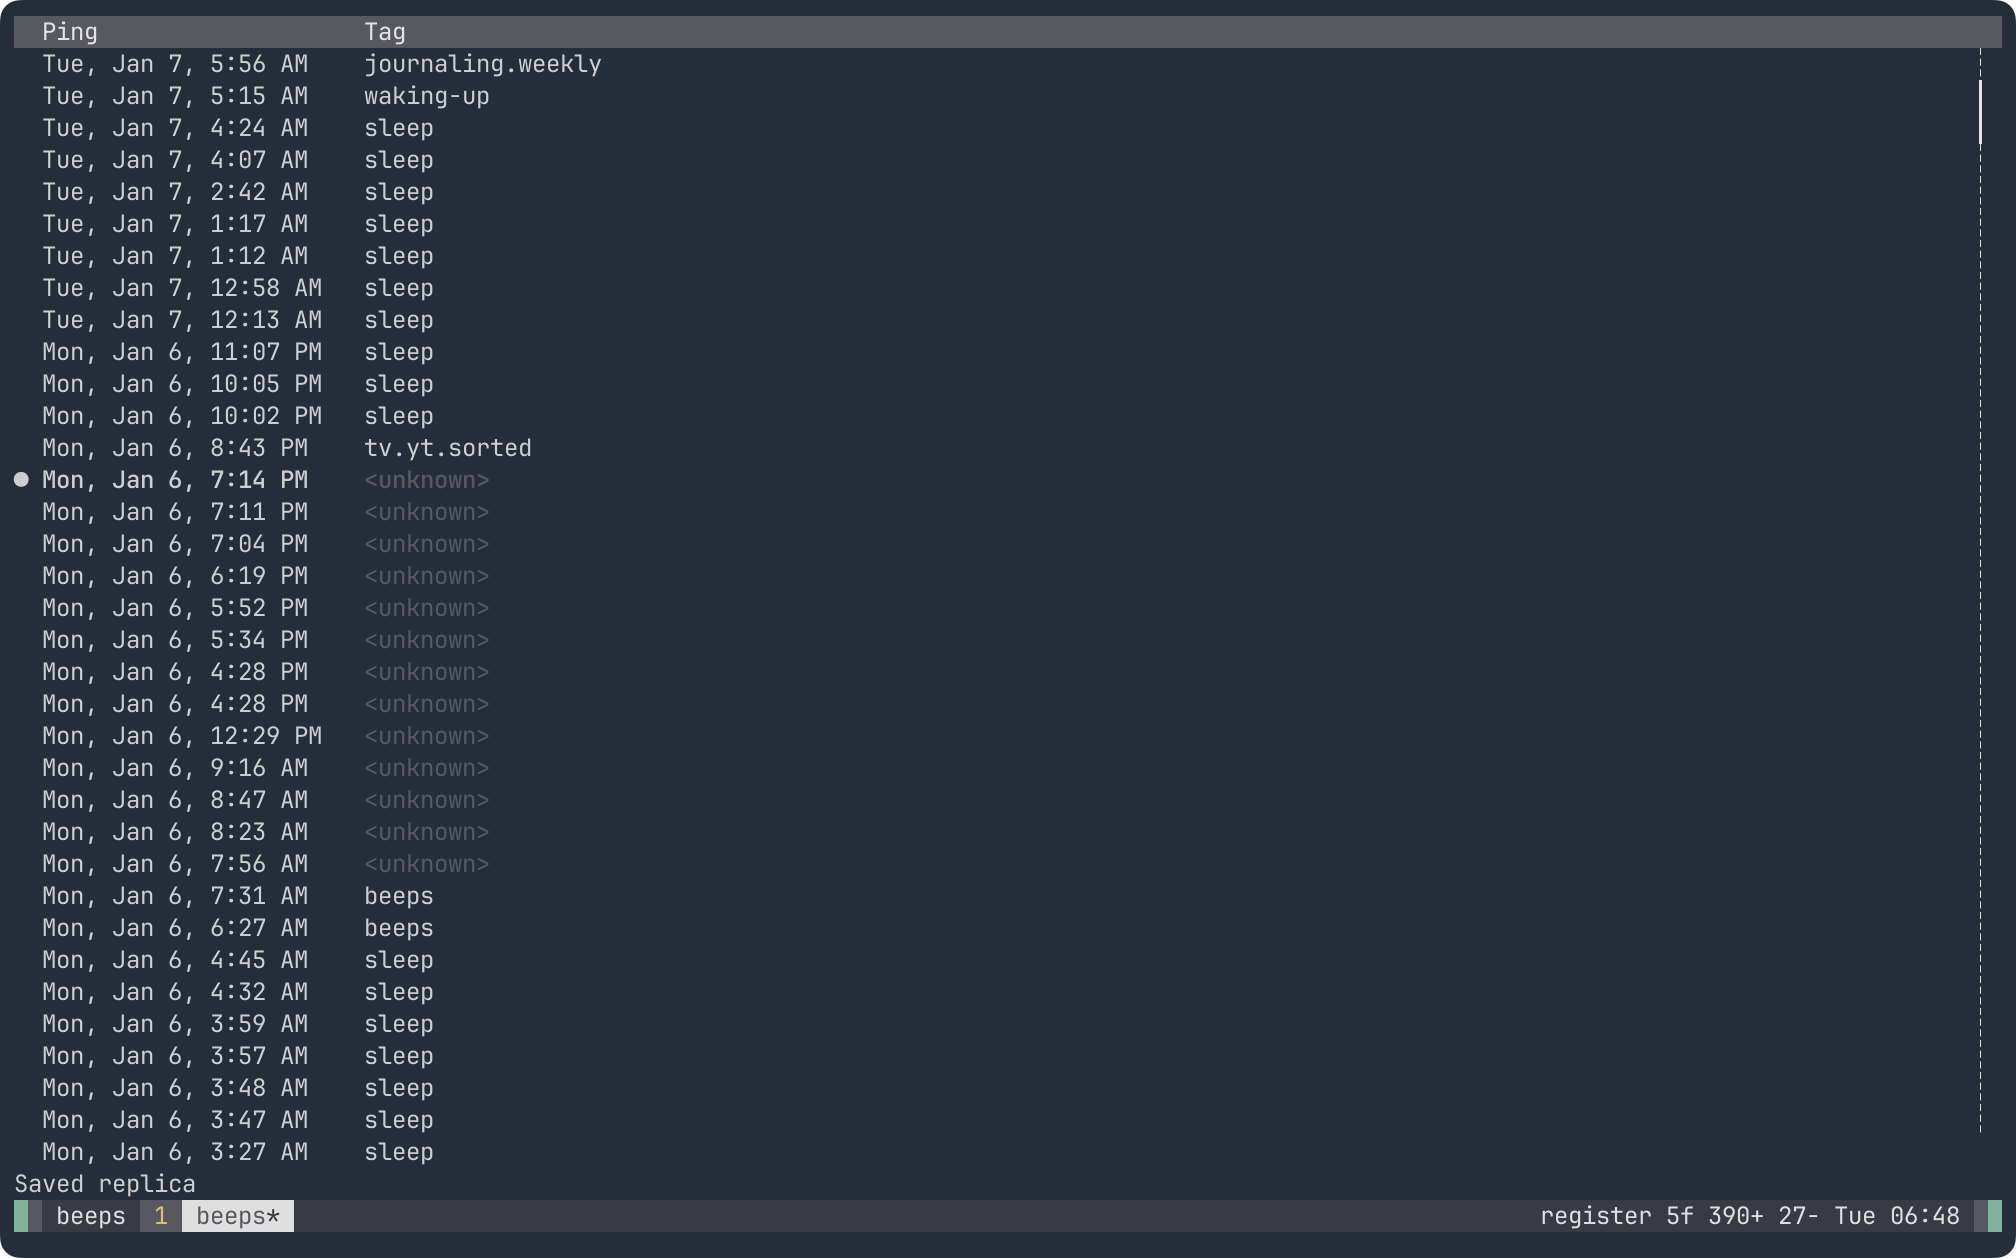 Ping Tag
Tue, Jan 7, 5:56 AM journaling.weekly
Tue, Jan 7, 5:15 AM waking-up
Tue, Jan 7, 4:24 AM sleep
Tue, Jan 7, 4:07 AM sleep
Tue, Jan 7, 2:42 AM sleep
Tue, Jan 7, 1:17 AM sleep
Tue, Jan 7, 1:12 AM sleep
Tue, Jan 7, 12:58 AM sleep
Tue, Jan 7, 12:13 AM sleep
Mon, Jan 6, 11:07 PM sleep
Mon, Jan 6, 10:05 PM sleep
Mon, Jan 6, 10:02 PM sleep
Mon, Jan 6, 8:43 PM tv.yt.sorted
● Mon, Jan 6, 7:14 PM <unknown>
Mon, Jan 6, 7:11 PM <unknown>
Mon, Jan 6, 7:04 PM <unknown>
Mon, Jan 6, 6:19 PM <unknown>
Mon, Jan 6, 5:52 PM <unknown>
Mon, Jan 6, 5:34 PM <unknown>
Mon, Jan 6, 4:28 PM <unknown>
Mon, Jan 6, 4:28 PM <unknown>
Mon, Jan 6, 12:29 PM <unknown>
Mon, Jan 6, 9:16 AM <unknown>
Mon, Jan 6, 8:47 AM <unknown>
Mon, Jan 6, 8:23 AM <unknown>
Mon, Jan 6, 7:56 AM <unknown>
Mon, Jan 6, 7:31 AM beeps
Mon, Jan 6, 6:27 AM beeps
Mon, Jan 6, 4:45 AM sleep
Mon, Jan 6, 4:32 AM sleep
Mon, Jan 6, 3:59 AM sleep
Mon, Jan 6, 3:57 AM sleep
Mon, Jan 6, 3:48 AM sleep
Mon, Jan 6, 3:47 AM sleep
Mon, Jan 6, 3:27 AM sleep
Saved replica
beeps 1 beeps* register 5f 390+ 27- Tue 06:48